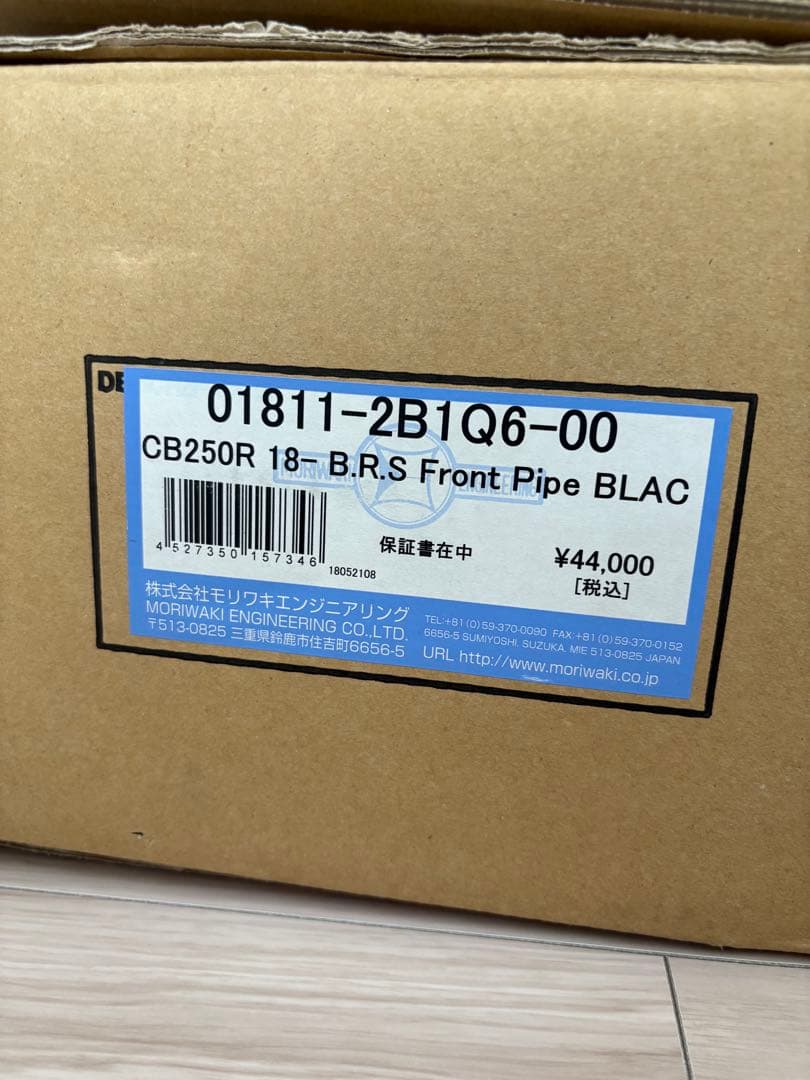 DE
01811-2B1Q6-00
CB250R 18- B.R.S Front Pipe BLAC
MORIWAKI ENGINEERING
4 527350 157346
18052108
保証書在中
¥44,000
[税込]
株式会社モリワキエンジニアリング
MORIWAKI ENGINEERING CO.,LTD.
〒513-0825 三重県鈴鹿市住吉町6656-5
TEL:+81(0)59-370-0090 FAX:+81(0)59-370-0152
6656-5 SUMIYOSHI, SUZUKA, MIE 513-0825 JAPAN
URL http://www.moriwaki.co.jp